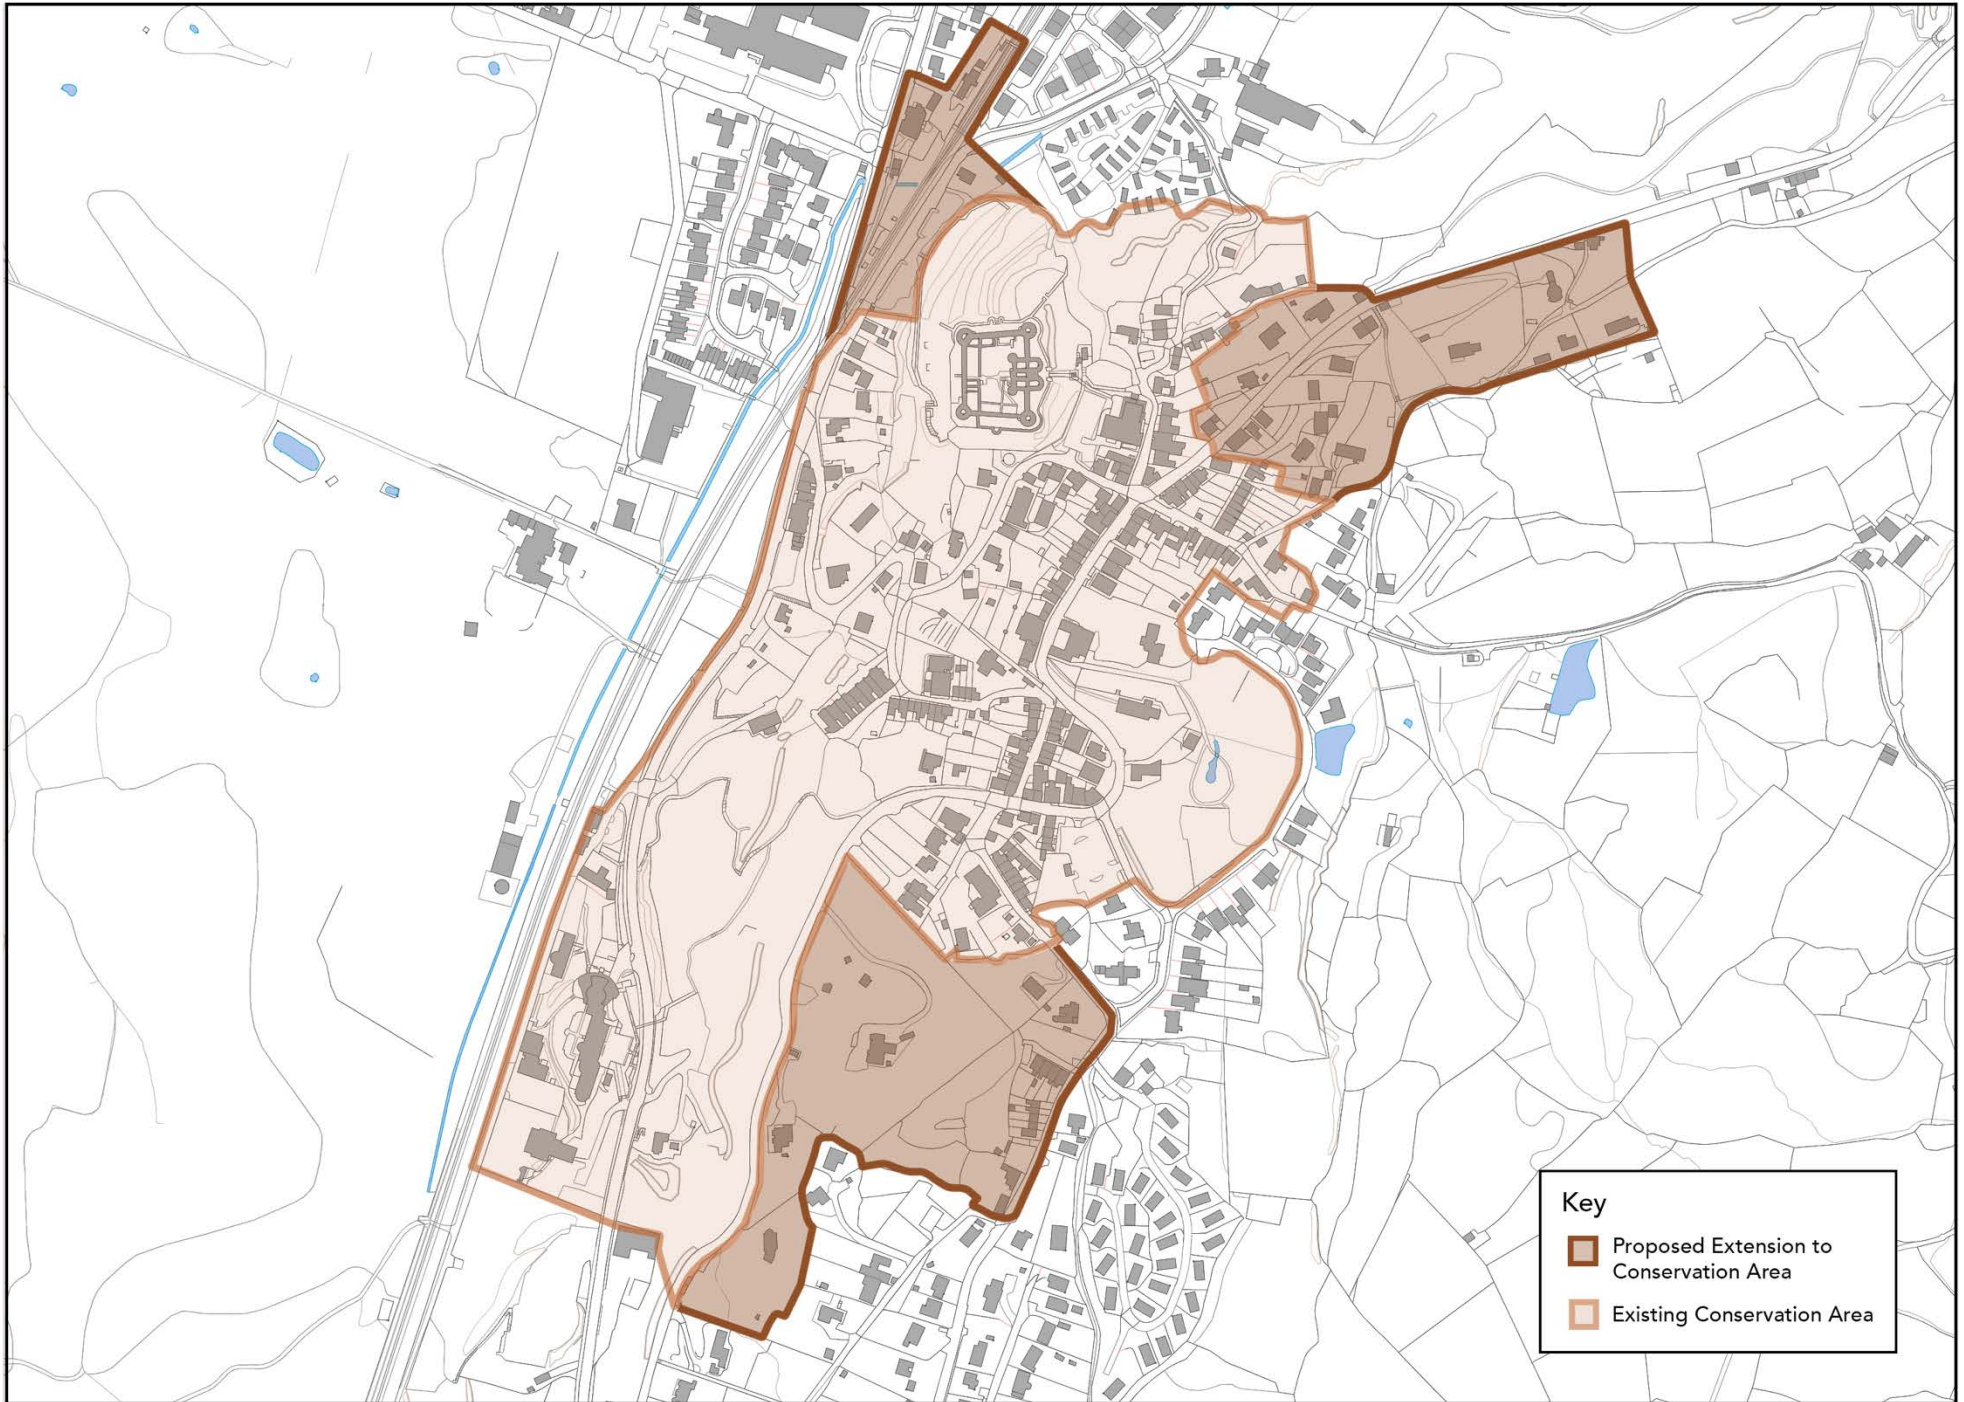 Key
Proposed Extension to
Conservation Area
Existing Conservation Area